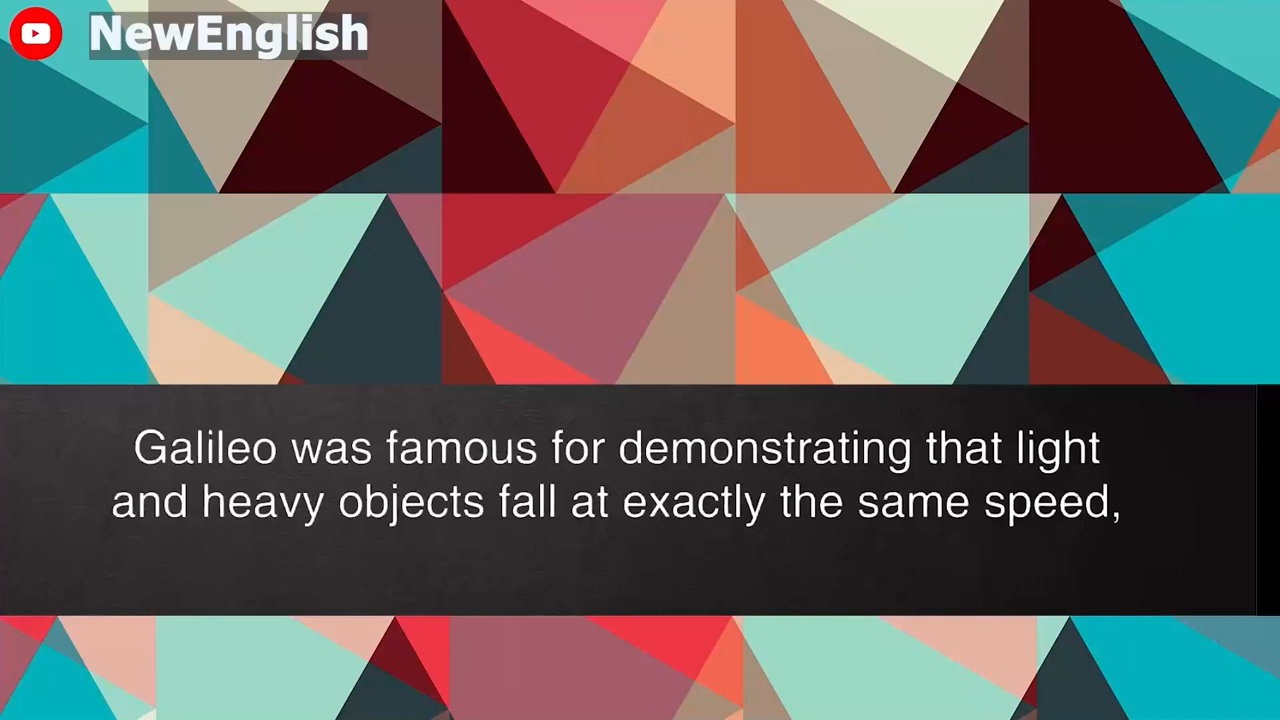 NewEnglish
Galileo was famous for demonstrating that light
and heavy objects fall at exactly the same speed,